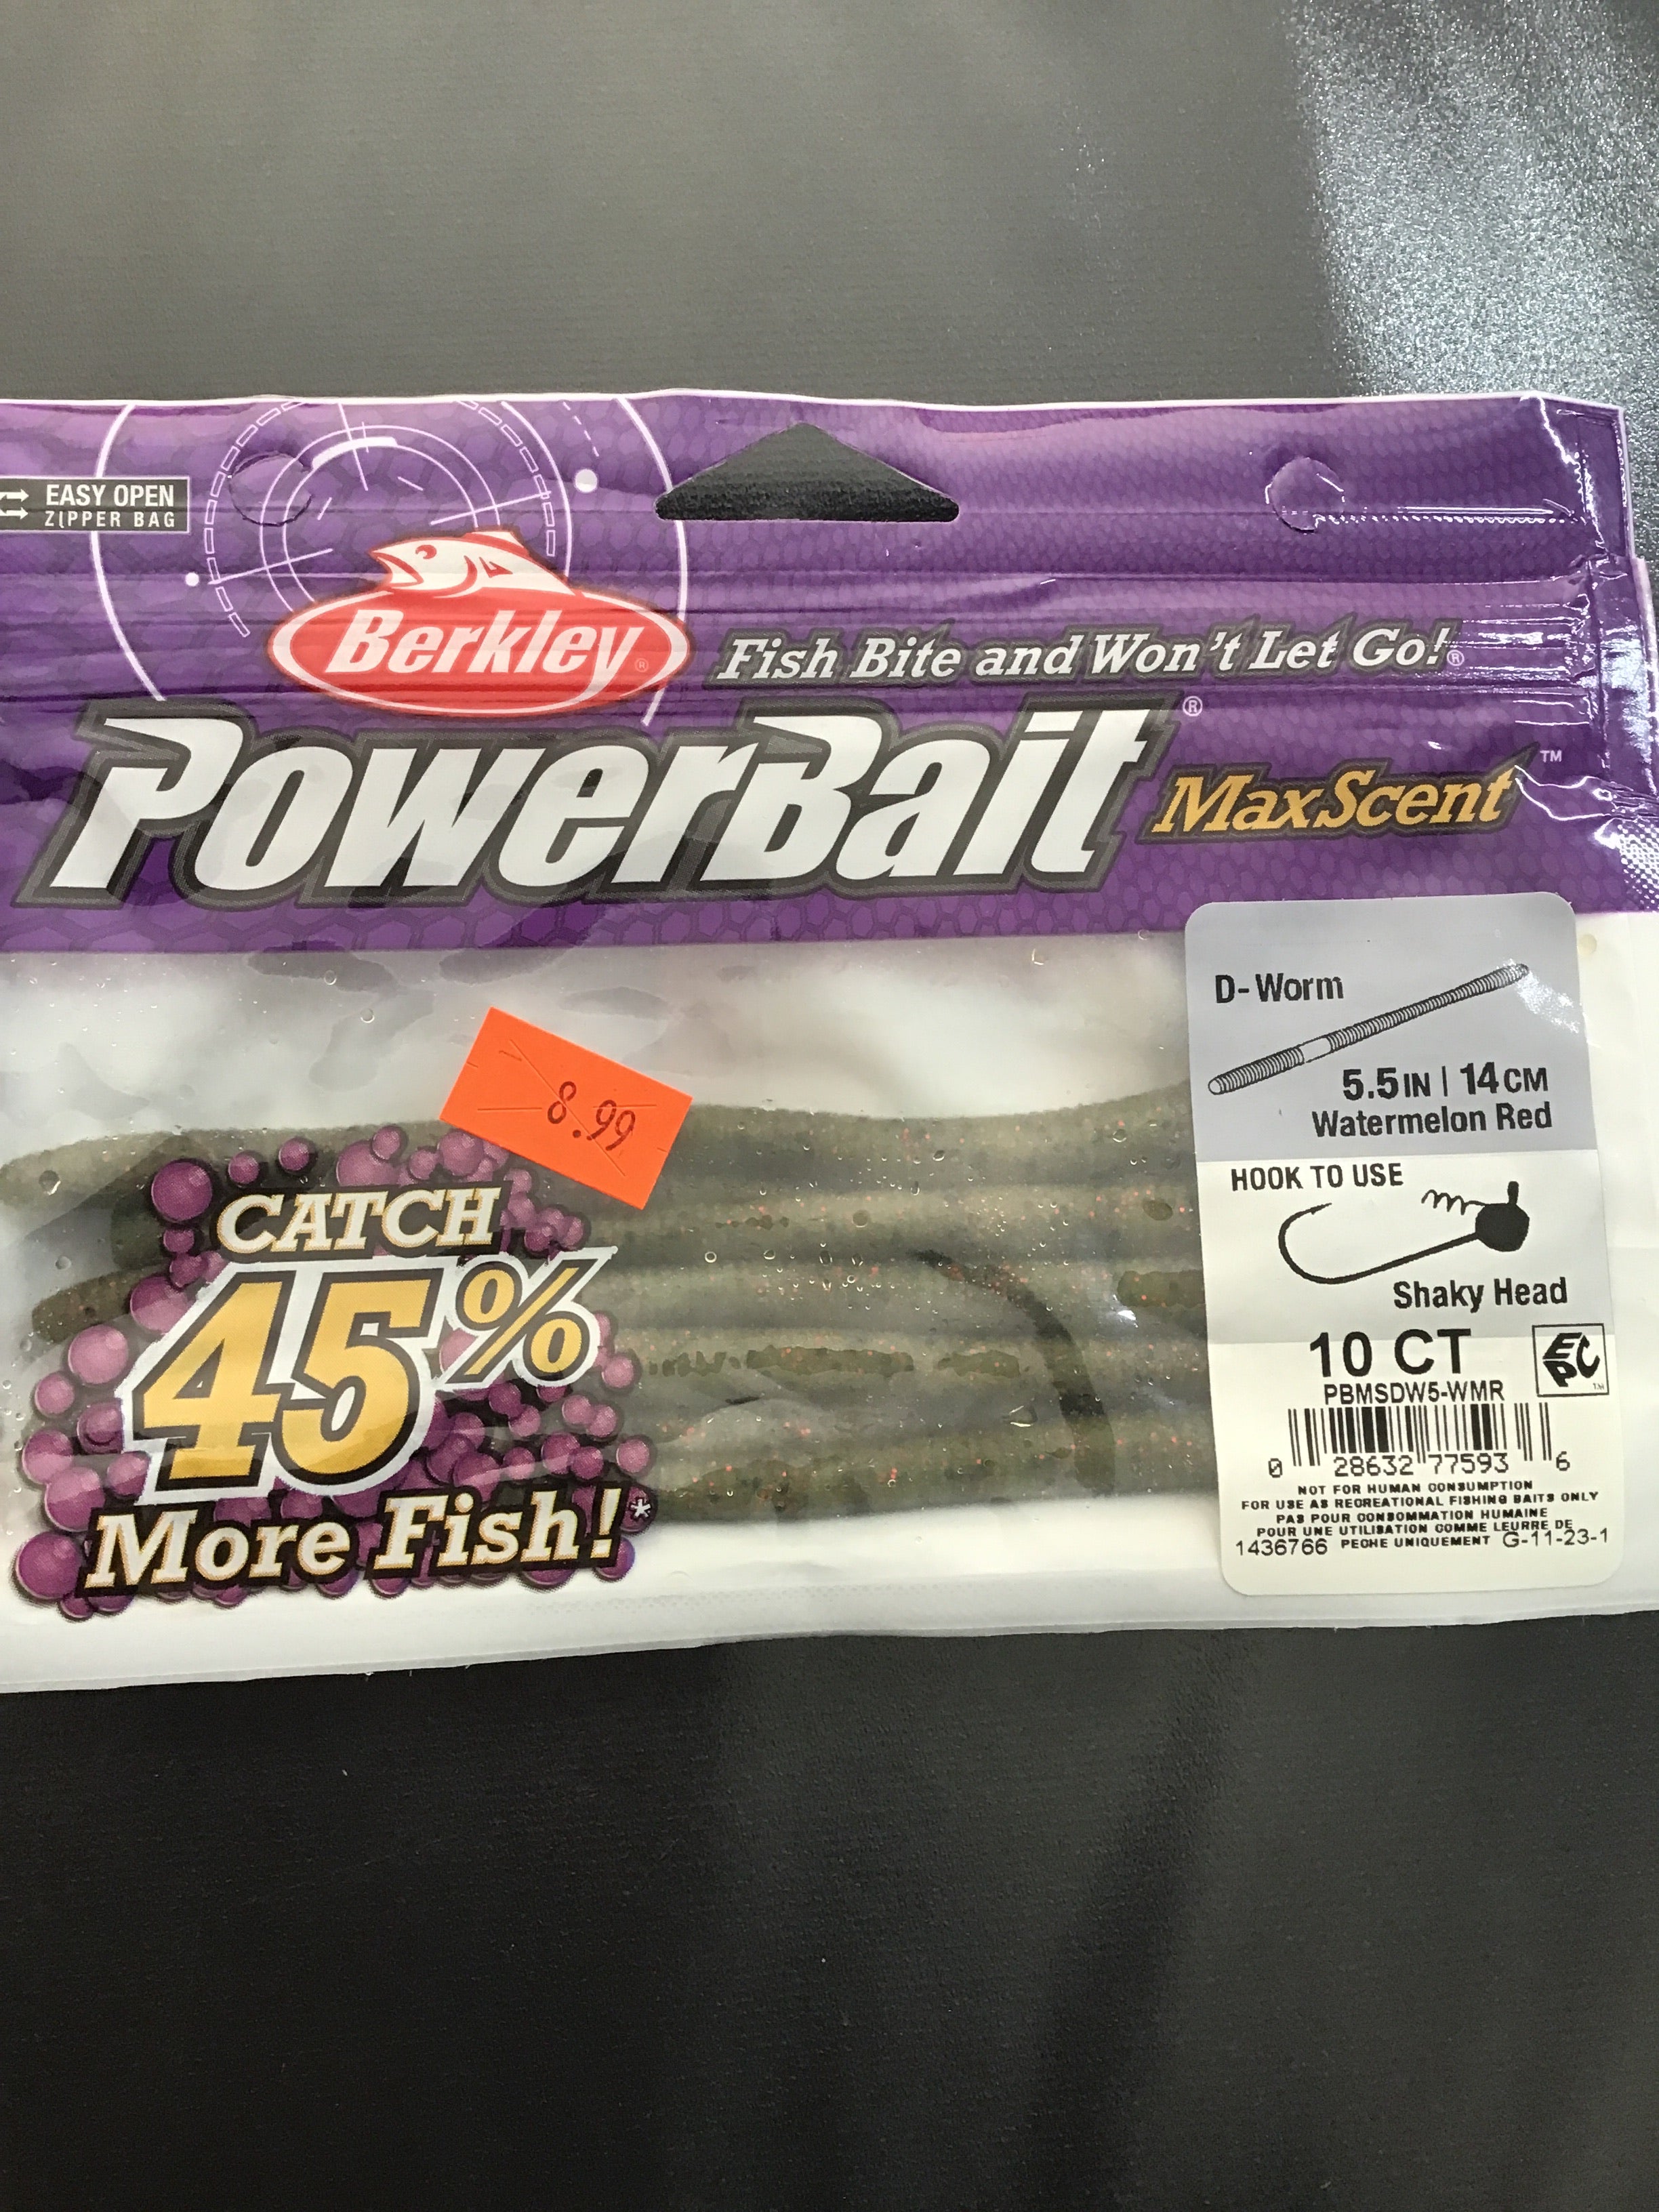 EASY OPEN
ZIPPER BAG
Berkley®
Fish Bite and Won't Let Go!®
PowerBait®
MaxScent™
8.99
CATCH
45%
More Fish!*
D-Worm
5.5IN | 14CM
Watermelon Red
HOOK TO USE
Shaky Head
10 CT
EPC™
PBMSDW5-WMR
0 28632 77593 6
NOT FOR HUMAN CONSUMPTION
FOR USE AS RECREATIONAL FISHING BAITS ONLY
PAS POUR CONSOMMATION HUMAINE
POUR UNE UTILISATION COMME LEURRE DE
1436766 PECHE UNIQUEMENT G-11-23-1